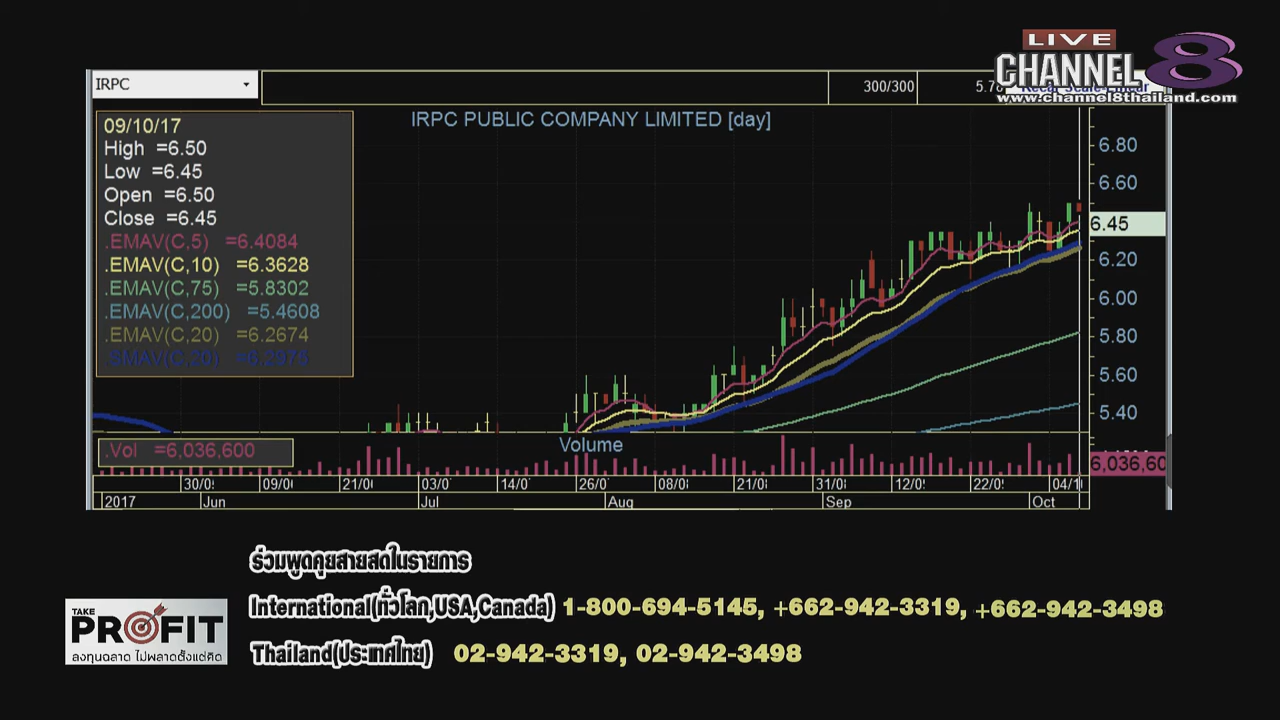 LIVE
CHANNEL 8
www.channel8thailand.com
IRPC
300/300
IRPC PUBLIC COMPANY LIMITED [day]
09/10/17
High =6.50
Low =6.45
Open =6.50
Close =6.45
.EMAV(C,5) =6.4084
.EMAV(C,10) =6.3628
.EMAV(C,75) =5.8302
.EMAV(C,200) =5.4608
.EMAV(C,20) =6.2674
.SMAV(C,20) =6.2975
6.80
6.60
6.45
6.20
6.00
5.80
5.60
5.40
.Vol =6,036,600
Volume
6,036,60
30/0 09/0 21/0 03/0 14/0 26/0 08/0 21/0 31/0 12/0 22/0 04/1
2017 Jun Jul Aug Sep Oct
ร่วมพูดคุยสายสดในรายการ
International(ทั่วโลก,USA,Canada) 1-800-694-5145, +662-942-3319, +662-942-3498
Thailand(ประเทศไทย) 02-942-3319, 02-942-3498
TAKE
PROFIT
ลงทุนฉลาด ไม่พลาดตั้งแต่คิด